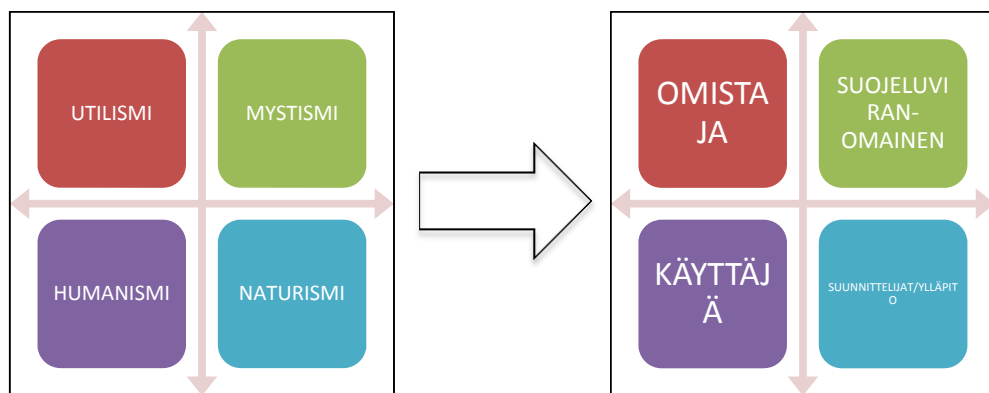 UTILISMI
MYSTISMI
HUMANISMI
NATURISMI
OMISTA
JA
SUOJELUVI
RAN-
OMAINEN
KÄYTTÄJ
Ä
SUUNNITTELIJAT/YLLÄPIT
O